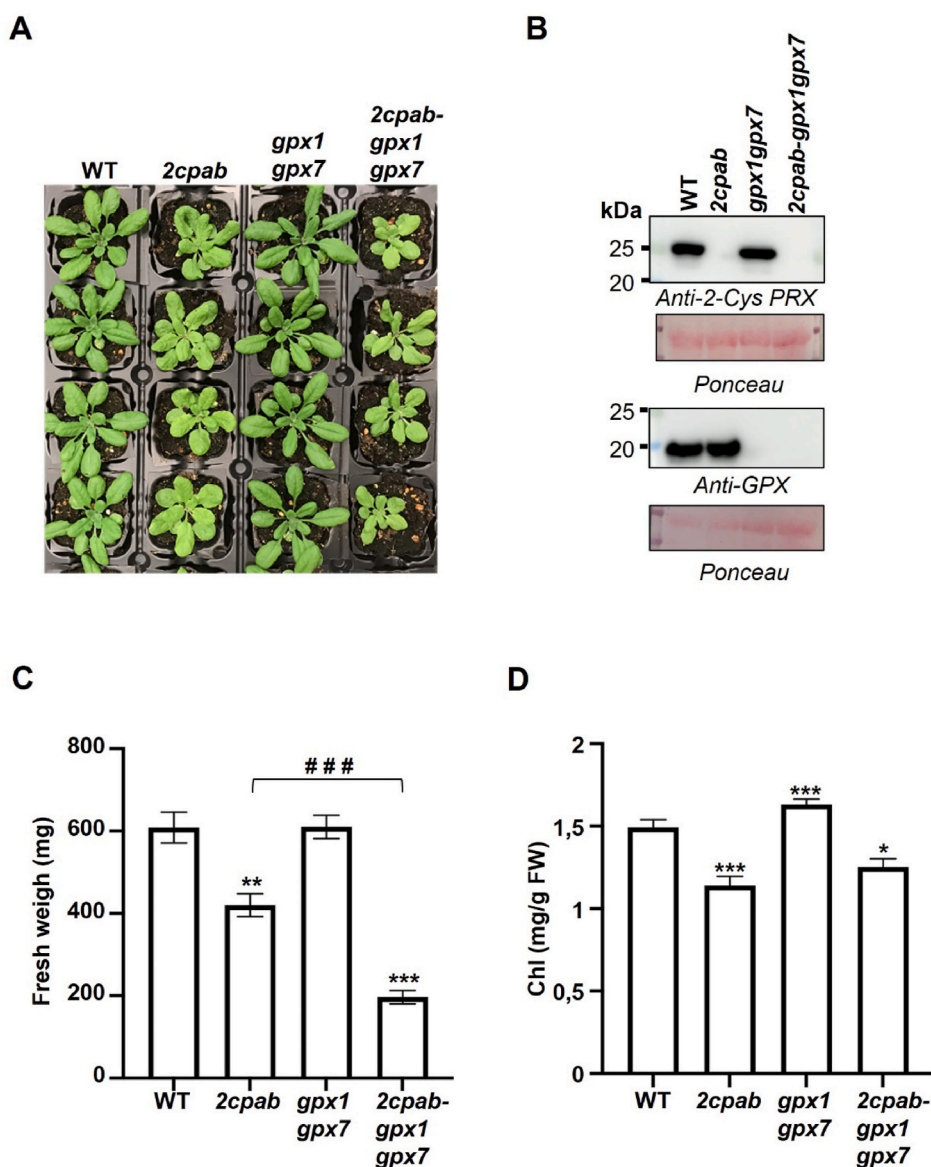 A
WT
2cpab
gpx1
gpx7
2cpab-
gpx1
gpx7
B
kDa
WT
2cpab
gpx1gpx7
2cpab-gpx1gpx7
25
20
Anti-2-Cys PRX
Ponceau
25
20
Anti-GPX
Ponceau
C
Fresh weigh (mg)
800
600
400
200
0
# # #
**
***
WT
2cpab
gpx1
gpx7
2cpab-
gpx1
gpx7
D
Chl (mg/g FW)
2
1,5
1
0,5
0
***
***
*
WT
2cpab
gpx1
gpx7
2cpab-
gpx1
gpx7